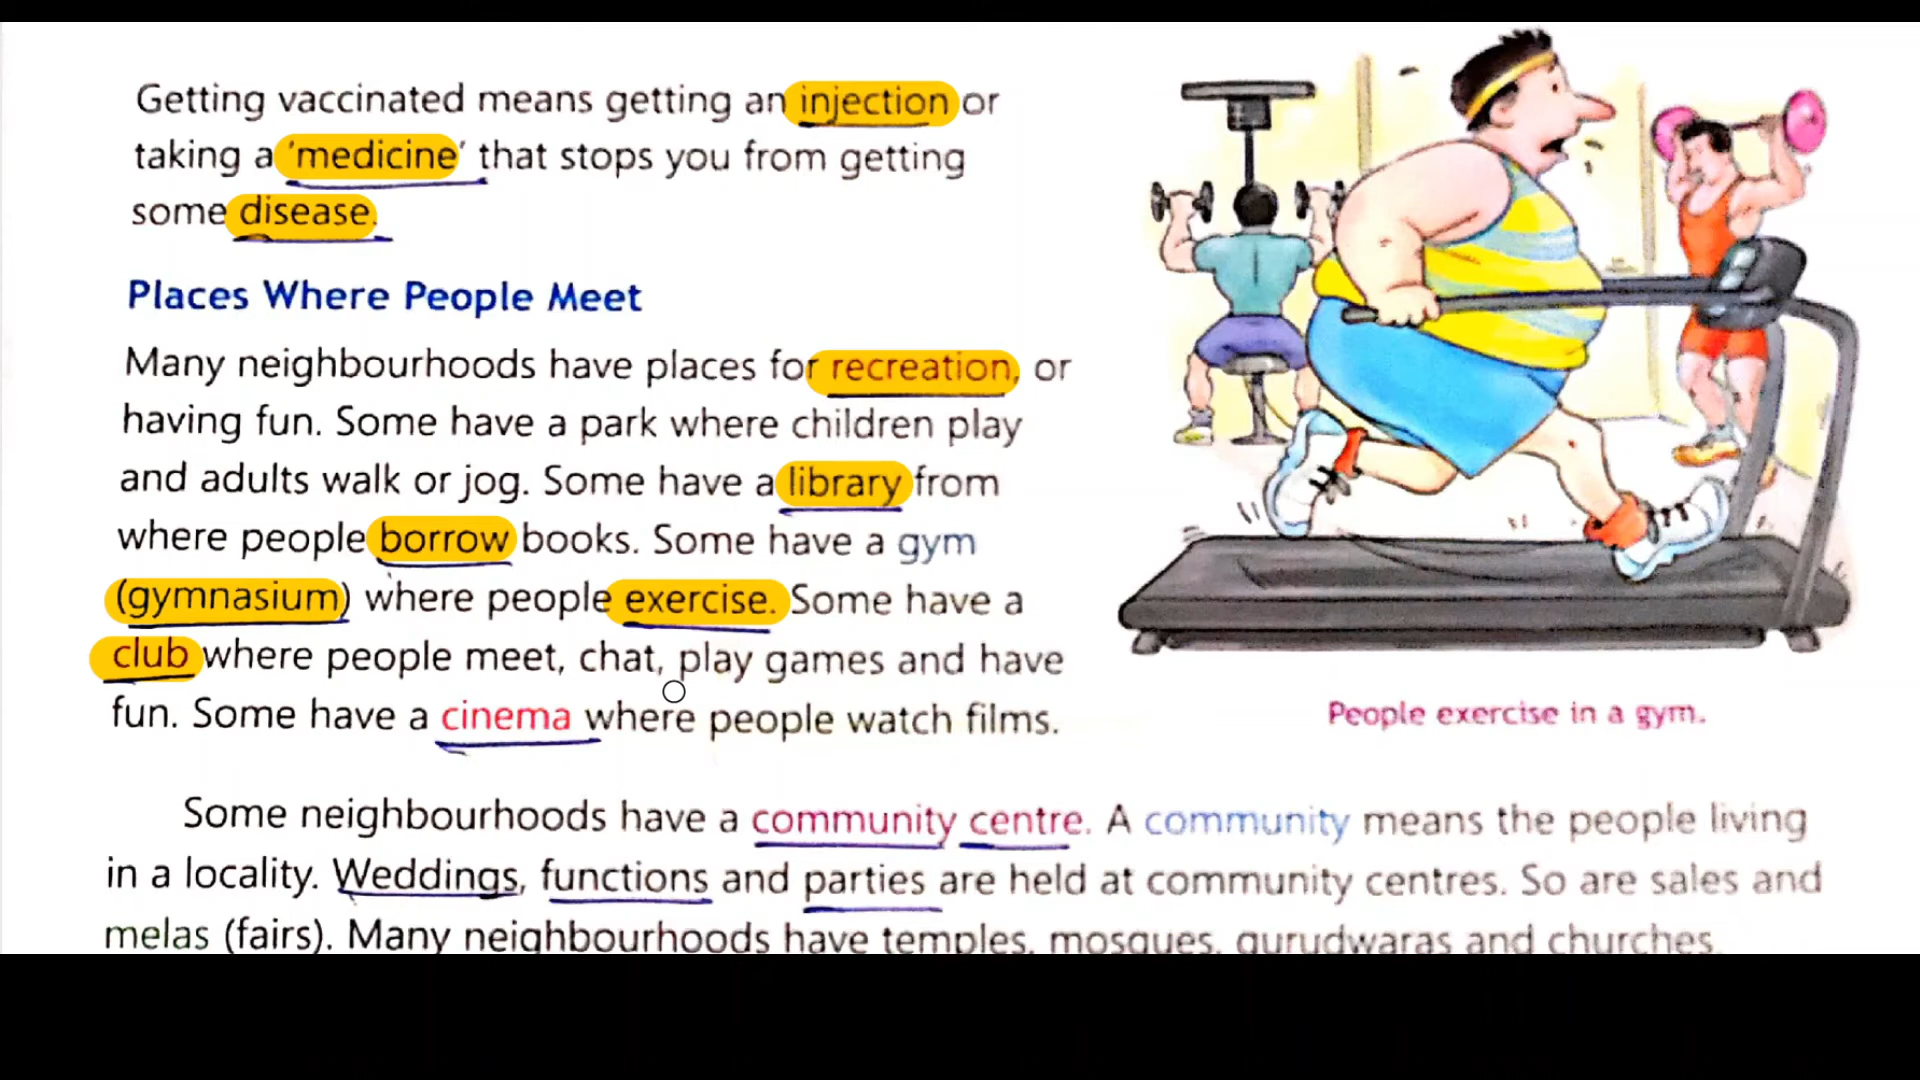 Getting vaccinated means getting an injection or
taking a 'medicine' that stops you from getting
some disease.
Places Where People Meet
Many neighbourhoods have places for recreation, or
having fun. Some have a park where children play
and adults walk or jog. Some have a library from
where people borrow books. Some have a gym
(gymnasium) where people exercise. Some have a
club where people meet, chat, play games and have
fun. Some have a cinema where people watch films.
People exercise in a gym.
Some neighbourhoods have a community centre. A community means the people living
in a locality. Weddings, functions and parties are held at community centres. So are sales and
melas (fairs). Many neighbourhoods have temples, mosques, gurudwaras and churches.